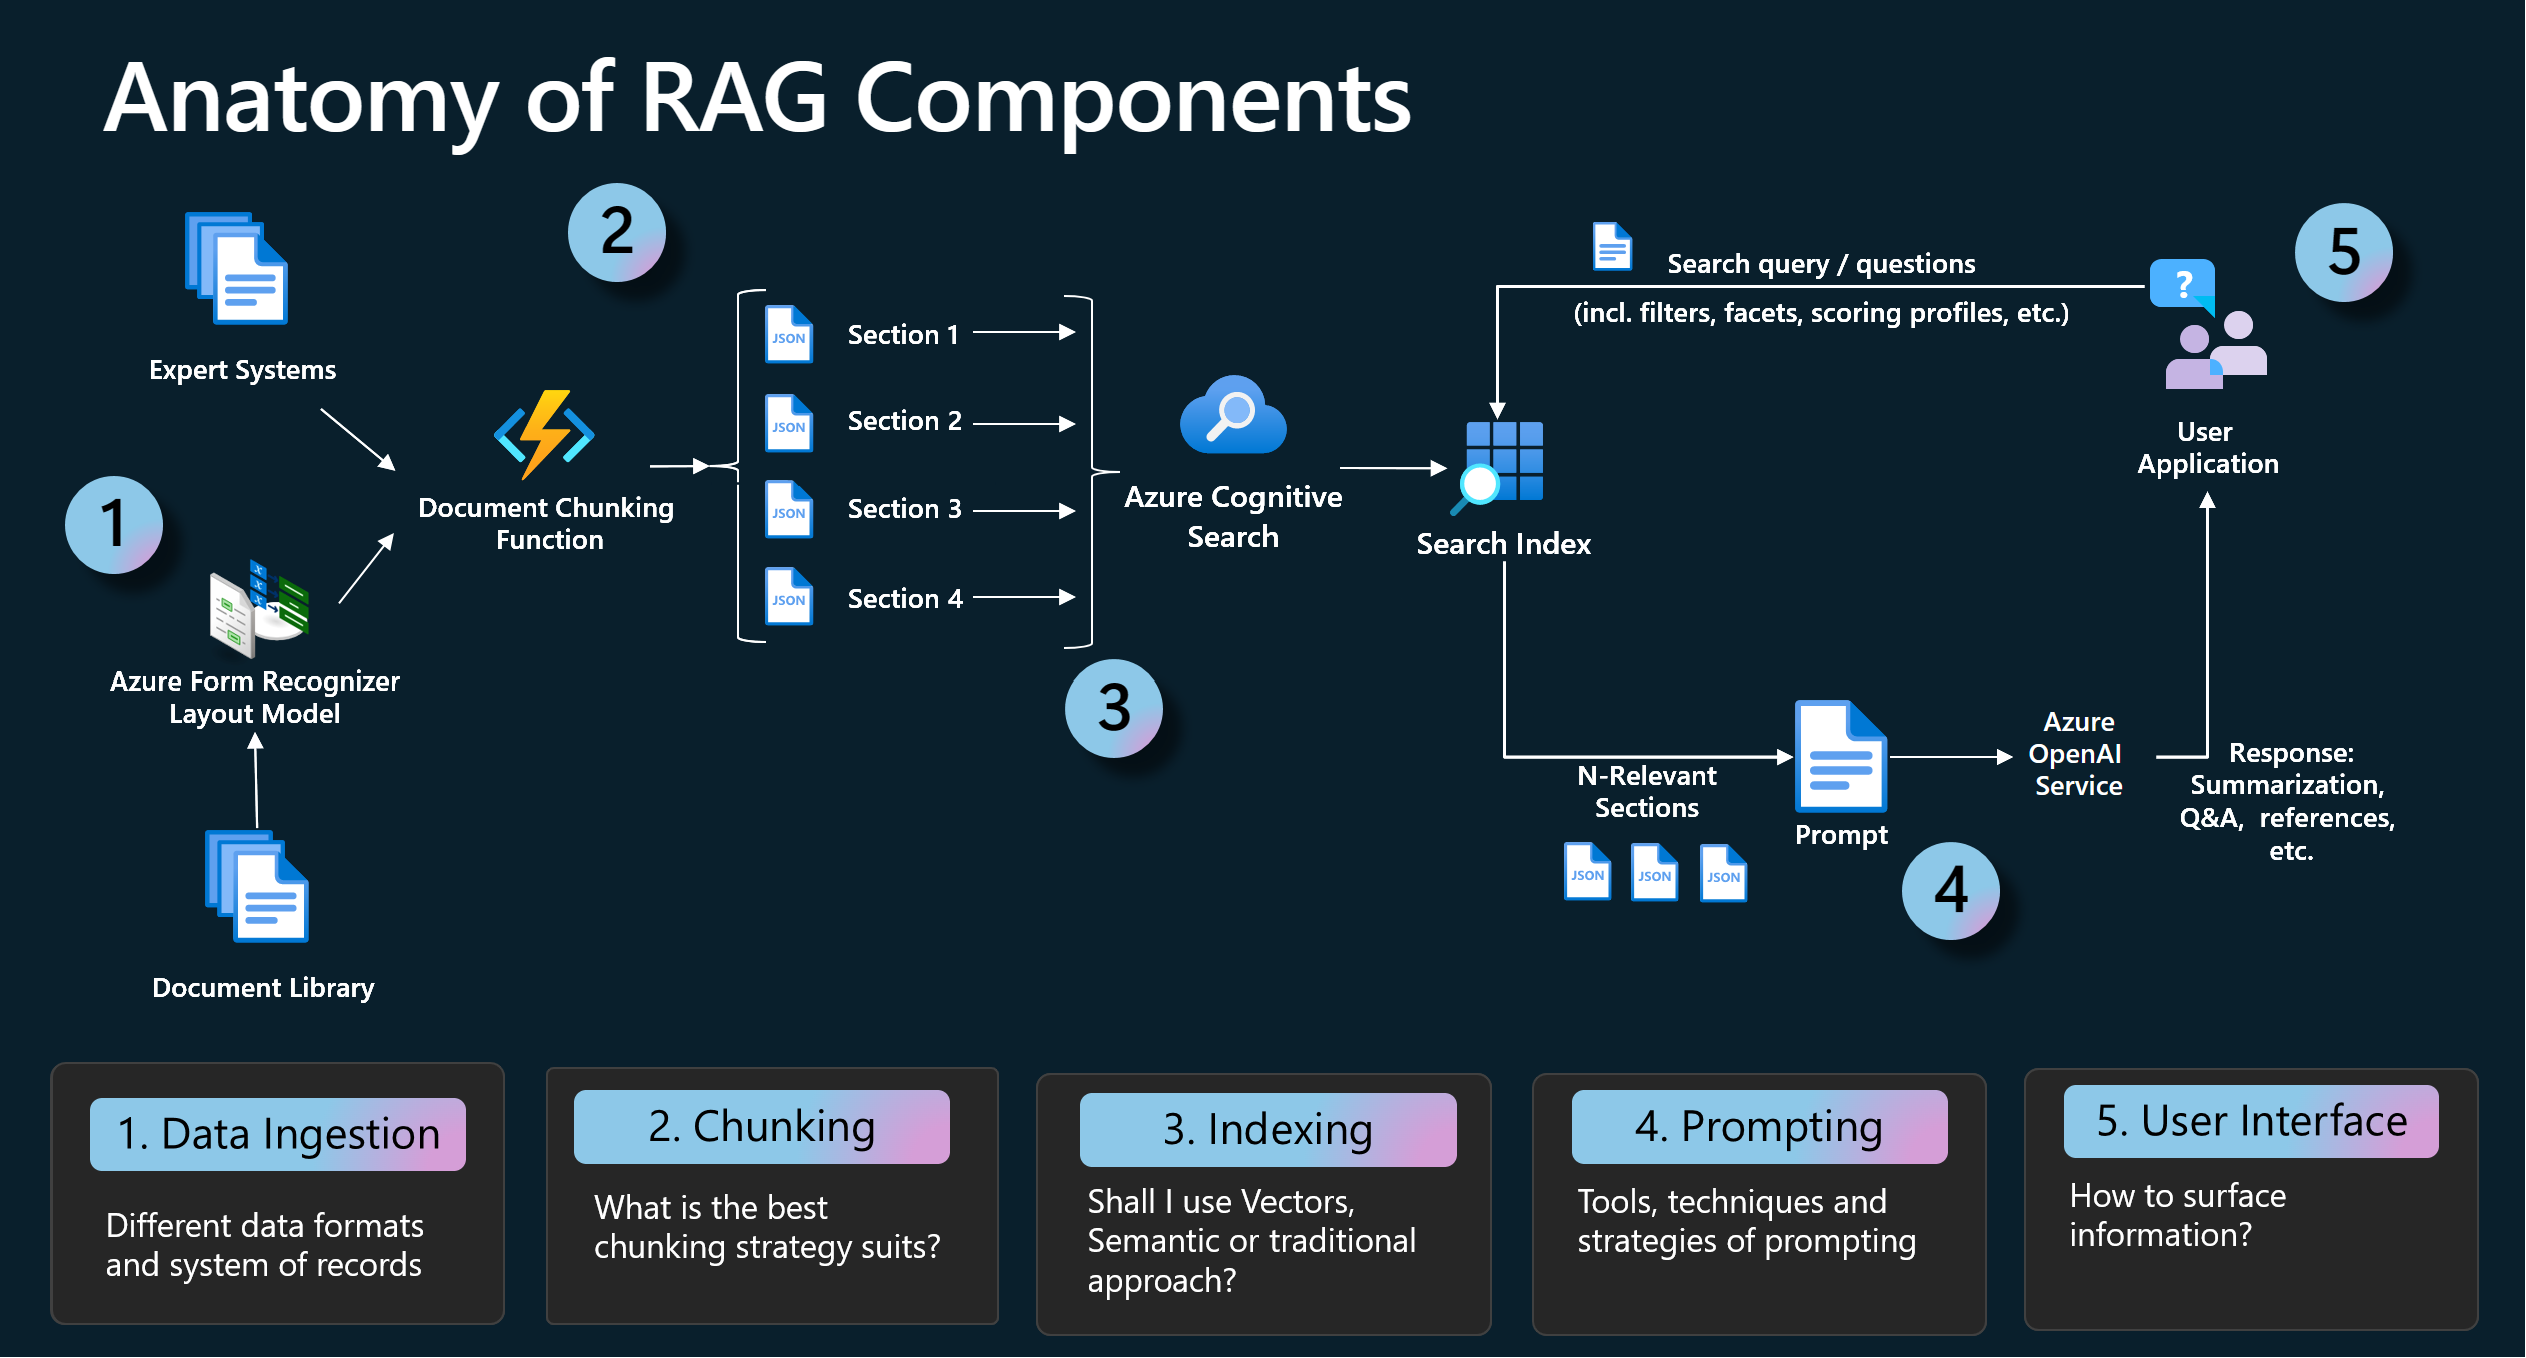 Anatomy of RAG Components
2
5
Search query / questions
(incl. filters, facets, scoring profiles, etc.)
?
Expert Systems
JSON
Section 1
JSON
Section 2
JSON
Section 3
JSON
Section 4
User
Application
Document Chunking
Function
Azure Cognitive
Search
Search Index
1
X
X
X
Azure Form Recognizer
Layout Model
3
N-Relevant
Sections
JSON
JSON
JSON
Prompt
Azure
OpenAI
Service
Response:
Summarization,
Q&A,  references,
etc.
4
Document Library
1. Data Ingestion
Different data formats
and system of records
2. Chunking
What is the best
chunking strategy suits?
3. Indexing
Shall I use Vectors,
Semantic or traditional
approach?
4. Prompting
Tools, techniques and
strategies of prompting
5. User Interface
How to surface
information?